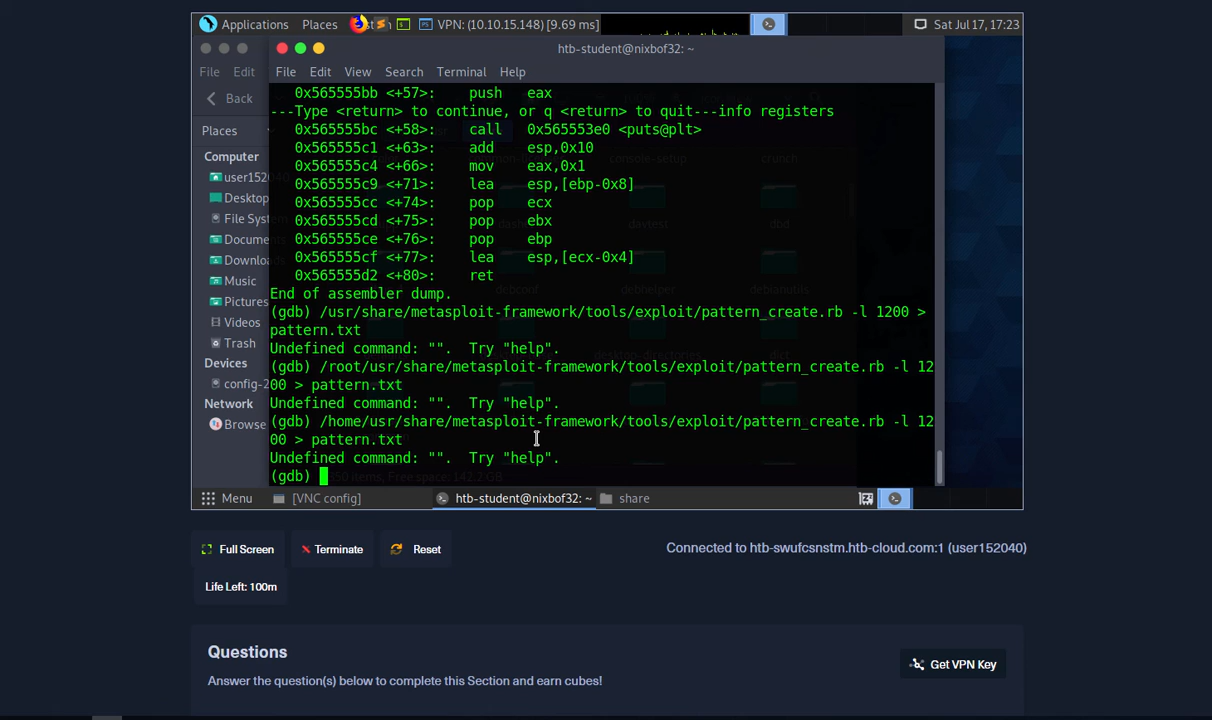 Applications Places VPN: (10.10.15.148) [9.69 ms] Sat Jul 17, 17:23
htb-student@nixbof32: ~
File Edit
File Edit View Search Terminal Help
Back
Places
Computer
user15204
Desktop
File System
Documen
Downloads
Music
Pictures
Videos
Trash
Devices
config-2
Network
Browse
0x565555bb <+57>: push eax
---Type <return> to continue, or q <return> to quit---info registers
0x565555bc <+58>: call 0x565553e0 <puts@plt>
0x565555c1 <+63>: add esp,0x10
0x565555c4 <+66>: mov eax,0x1
0x565555c9 <+71>: lea esp,[ebp-0x8]
0x565555cc <+74>: pop ecx
0x565555cd <+75>: pop ebx
0x565555ce <+76>: pop ebp
0x565555cf <+77>: lea esp,[ecx-0x4]
0x565555d2 <+80>: ret
End of assembler dump.
(gdb) /usr/share/metasploit-framework/tools/exploit/pattern_create.rb -l 1200 >
pattern.txt
Undefined command: "". Try "help".
(gdb) /root/usr/share/metasploit-framework/tools/exploit/pattern_create.rb -l 12
00 > pattern.txt
Undefined command: "". Try "help".
(gdb) /home/usr/share/metasploit-framework/tools/exploit/pattern_create.rb -l 12
00 > pattern.txt
Undefined command: "". Try "help".
(gdb)
Menu [VNC config] htb-student@nixbof32: ~ share
Full Screen Terminate Reset Connected to htb-swufcsnstm.htb-cloud.com:1 (user152040)
Life Left: 100m
Questions
Get VPN Key
Answer the question(s) below to complete this Section and earn cubes!